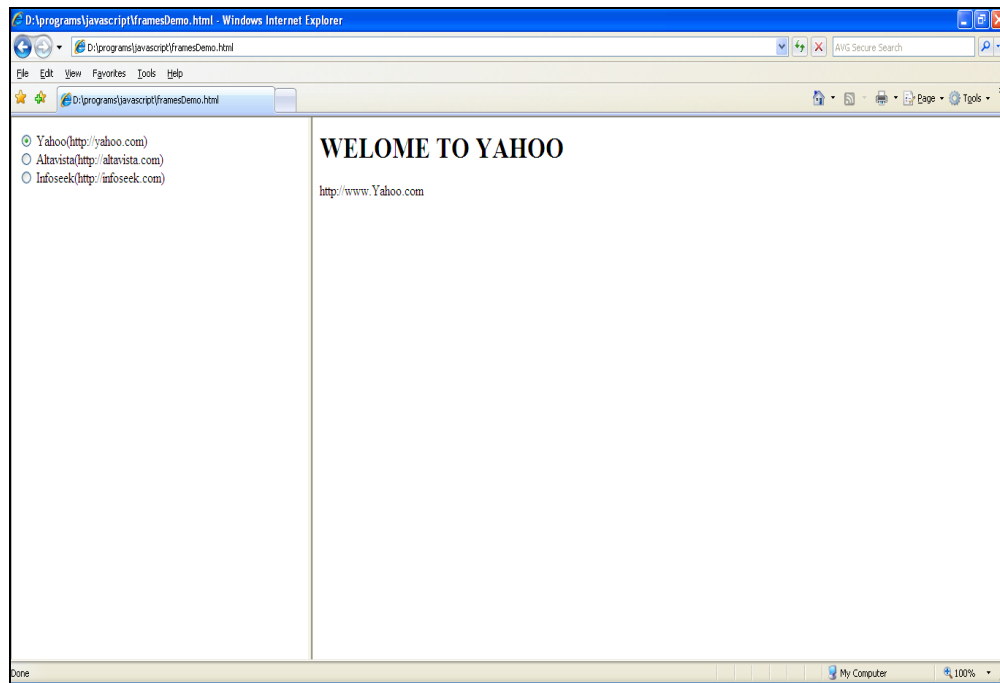 D:\programs\javascript\framesDemo.html - Windows Internet Explorer
D:\programs\javascript\framesDemo.html
AVG Secure Search
File Edit View Favorites Tools Help
D:\programs\javascript\framesDemo.html
Page Tools
Yahoo(http://yahoo.com)
Altavista(http://altavista.com)
Infoseek(http://infoseek.com)
WELOME TO YAHOO
http://www.Yahoo.com
Done
My Computer
100%